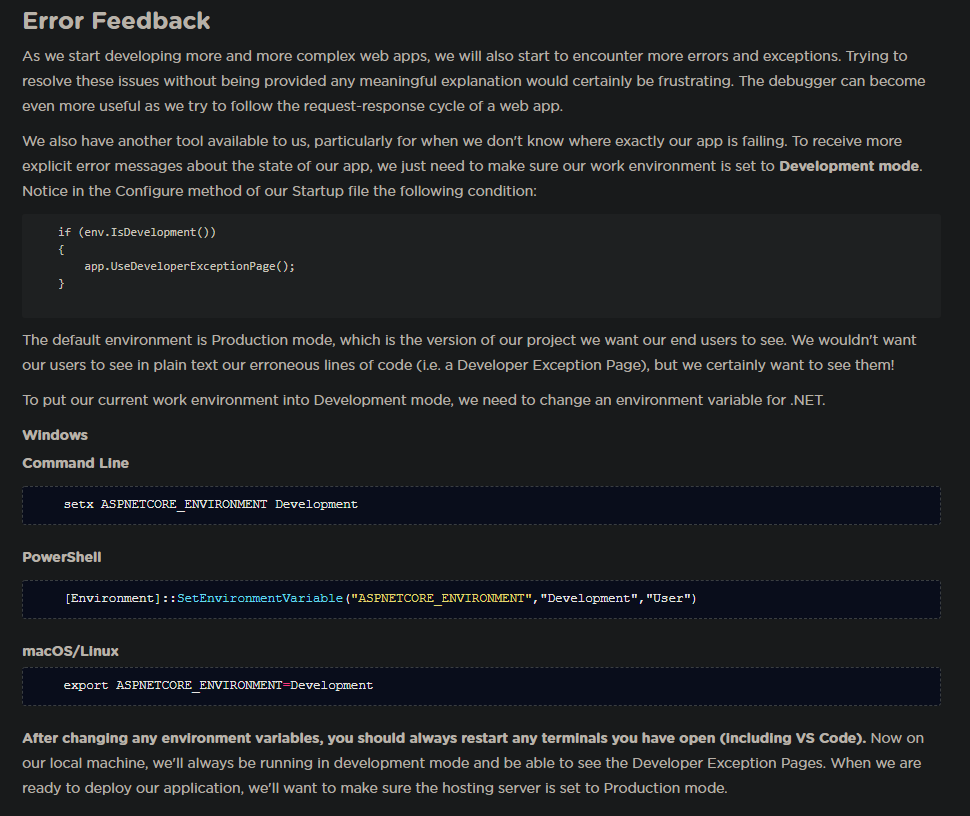 Error Feedback
As we start developing more and more complex web apps, we will also start to encounter more errors and exceptions. Trying to
resolve these issues without being provided any meaningful explanation would certainly be frustrating. The debugger can become
even more useful as we try to follow the request-response cycle of a web app.
We also have another tool available to us, particularly for when we don't know where exactly our app is failing. To receive more
explicit error messages about the state of our app, we just need to make sure our work environment is set to Development mode.
Notice in the Configure method of our Startup file the following condition:
if (env.IsDevelopment())
{
app.UseDeveloperExceptionPage();
}
The default environment is Production mode, which is the version of our project we want our end users to see. We wouldn't want
our users to see in plain text our erroneous lines of code (i.e. a Developer Exception Page), but we certainly want to see them!
To put our current work environment into Development mode, we need to change an environment variable for .NET.
Windows
Command Line
setx ASPNETCORE_ENVIRONMENT Development
PowerShell
[Environment]::SetEnvironmentVariable("ASPNETCORE_ENVIRONMENT","Development","User")
macOS/Linux
export ASPNETCORE_ENVIRONMENT=Development
After changing any environment variables, you should always restart any terminals you have open (including VS Code). Now on
our local machine, we'll always be running in development mode and be able to see the Developer Exception Pages. When we are
ready to deploy our application, we'll want to make sure the hosting server is set to Production mode.